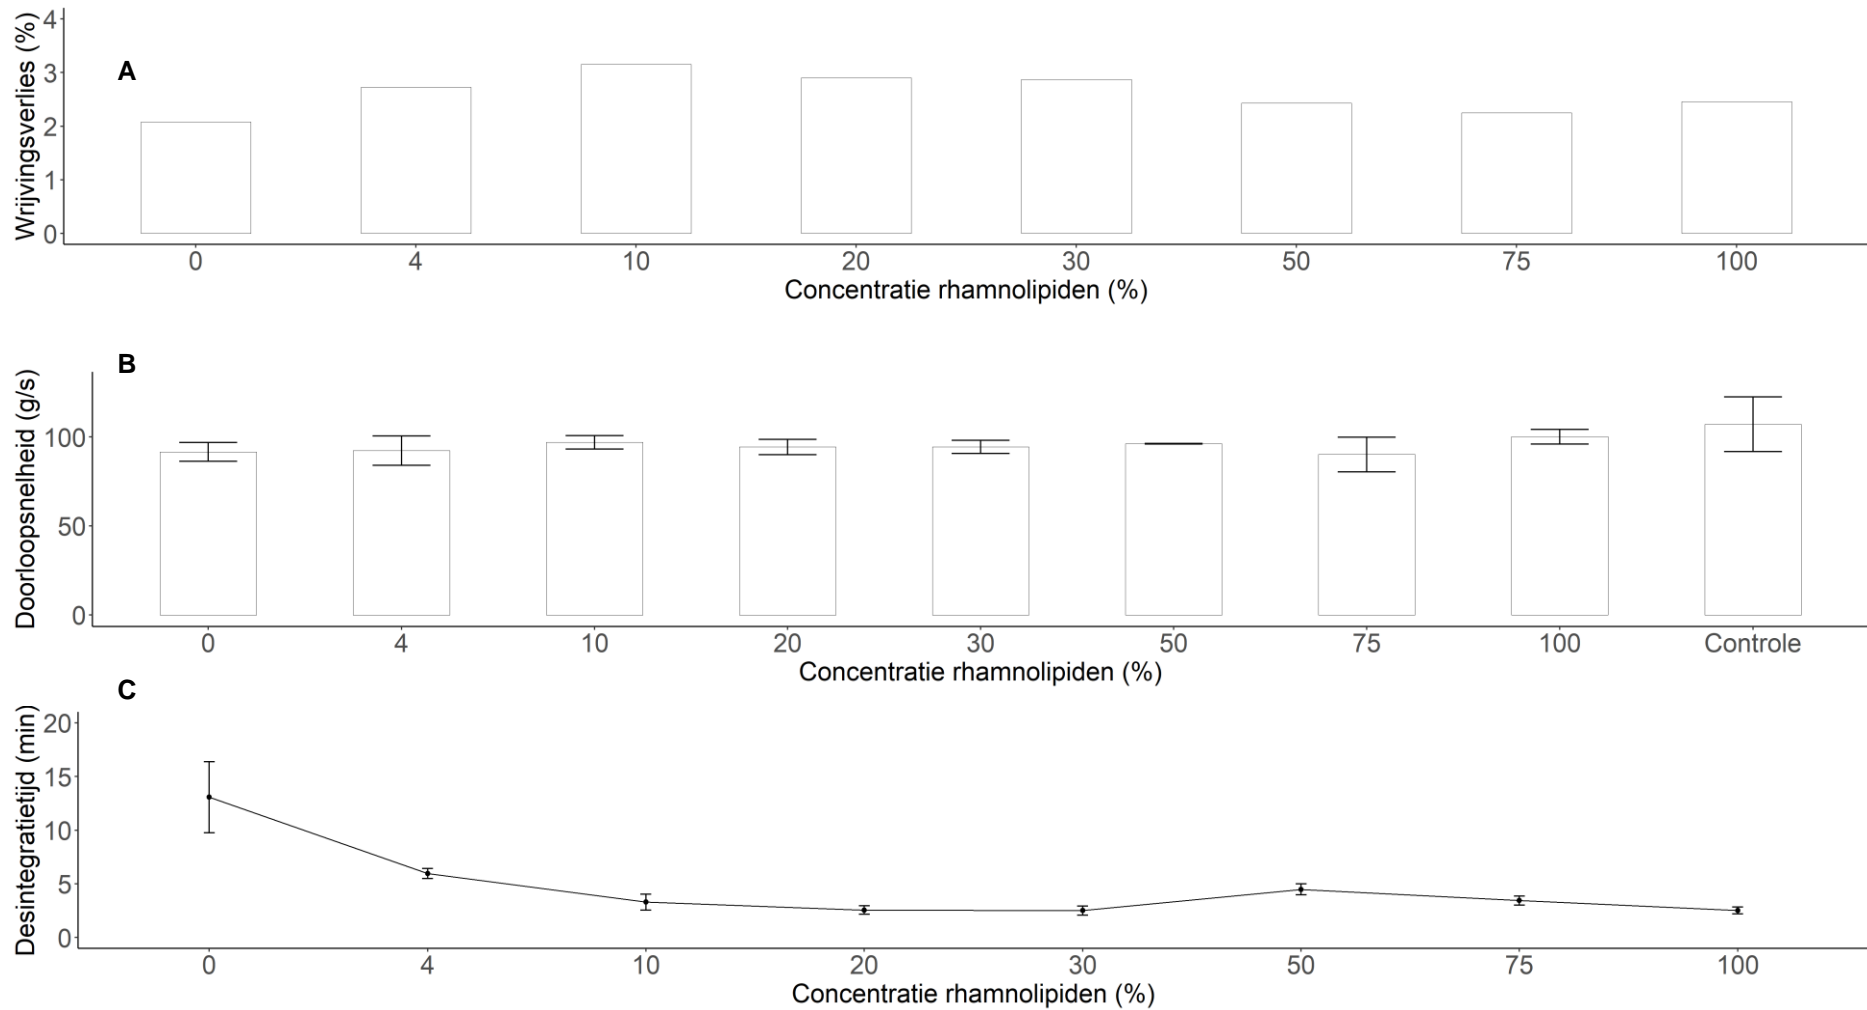 A
Wrijvingsverlies (%)
4
3
2
1
0
0 4 10 20 30 50 75 100
Concentratie rhamnolipiden (%)
B
Doorloopsnelheid (g/s)
100
50
0
0 4 10 20 30 50 75 100 Controle
Concentratie rhamnolipiden (%)
C
Desintegratietijd (min)
20
15
10
5
0
0 4 10 20 30 50 75 100
Concentratie rhamnolipiden (%)